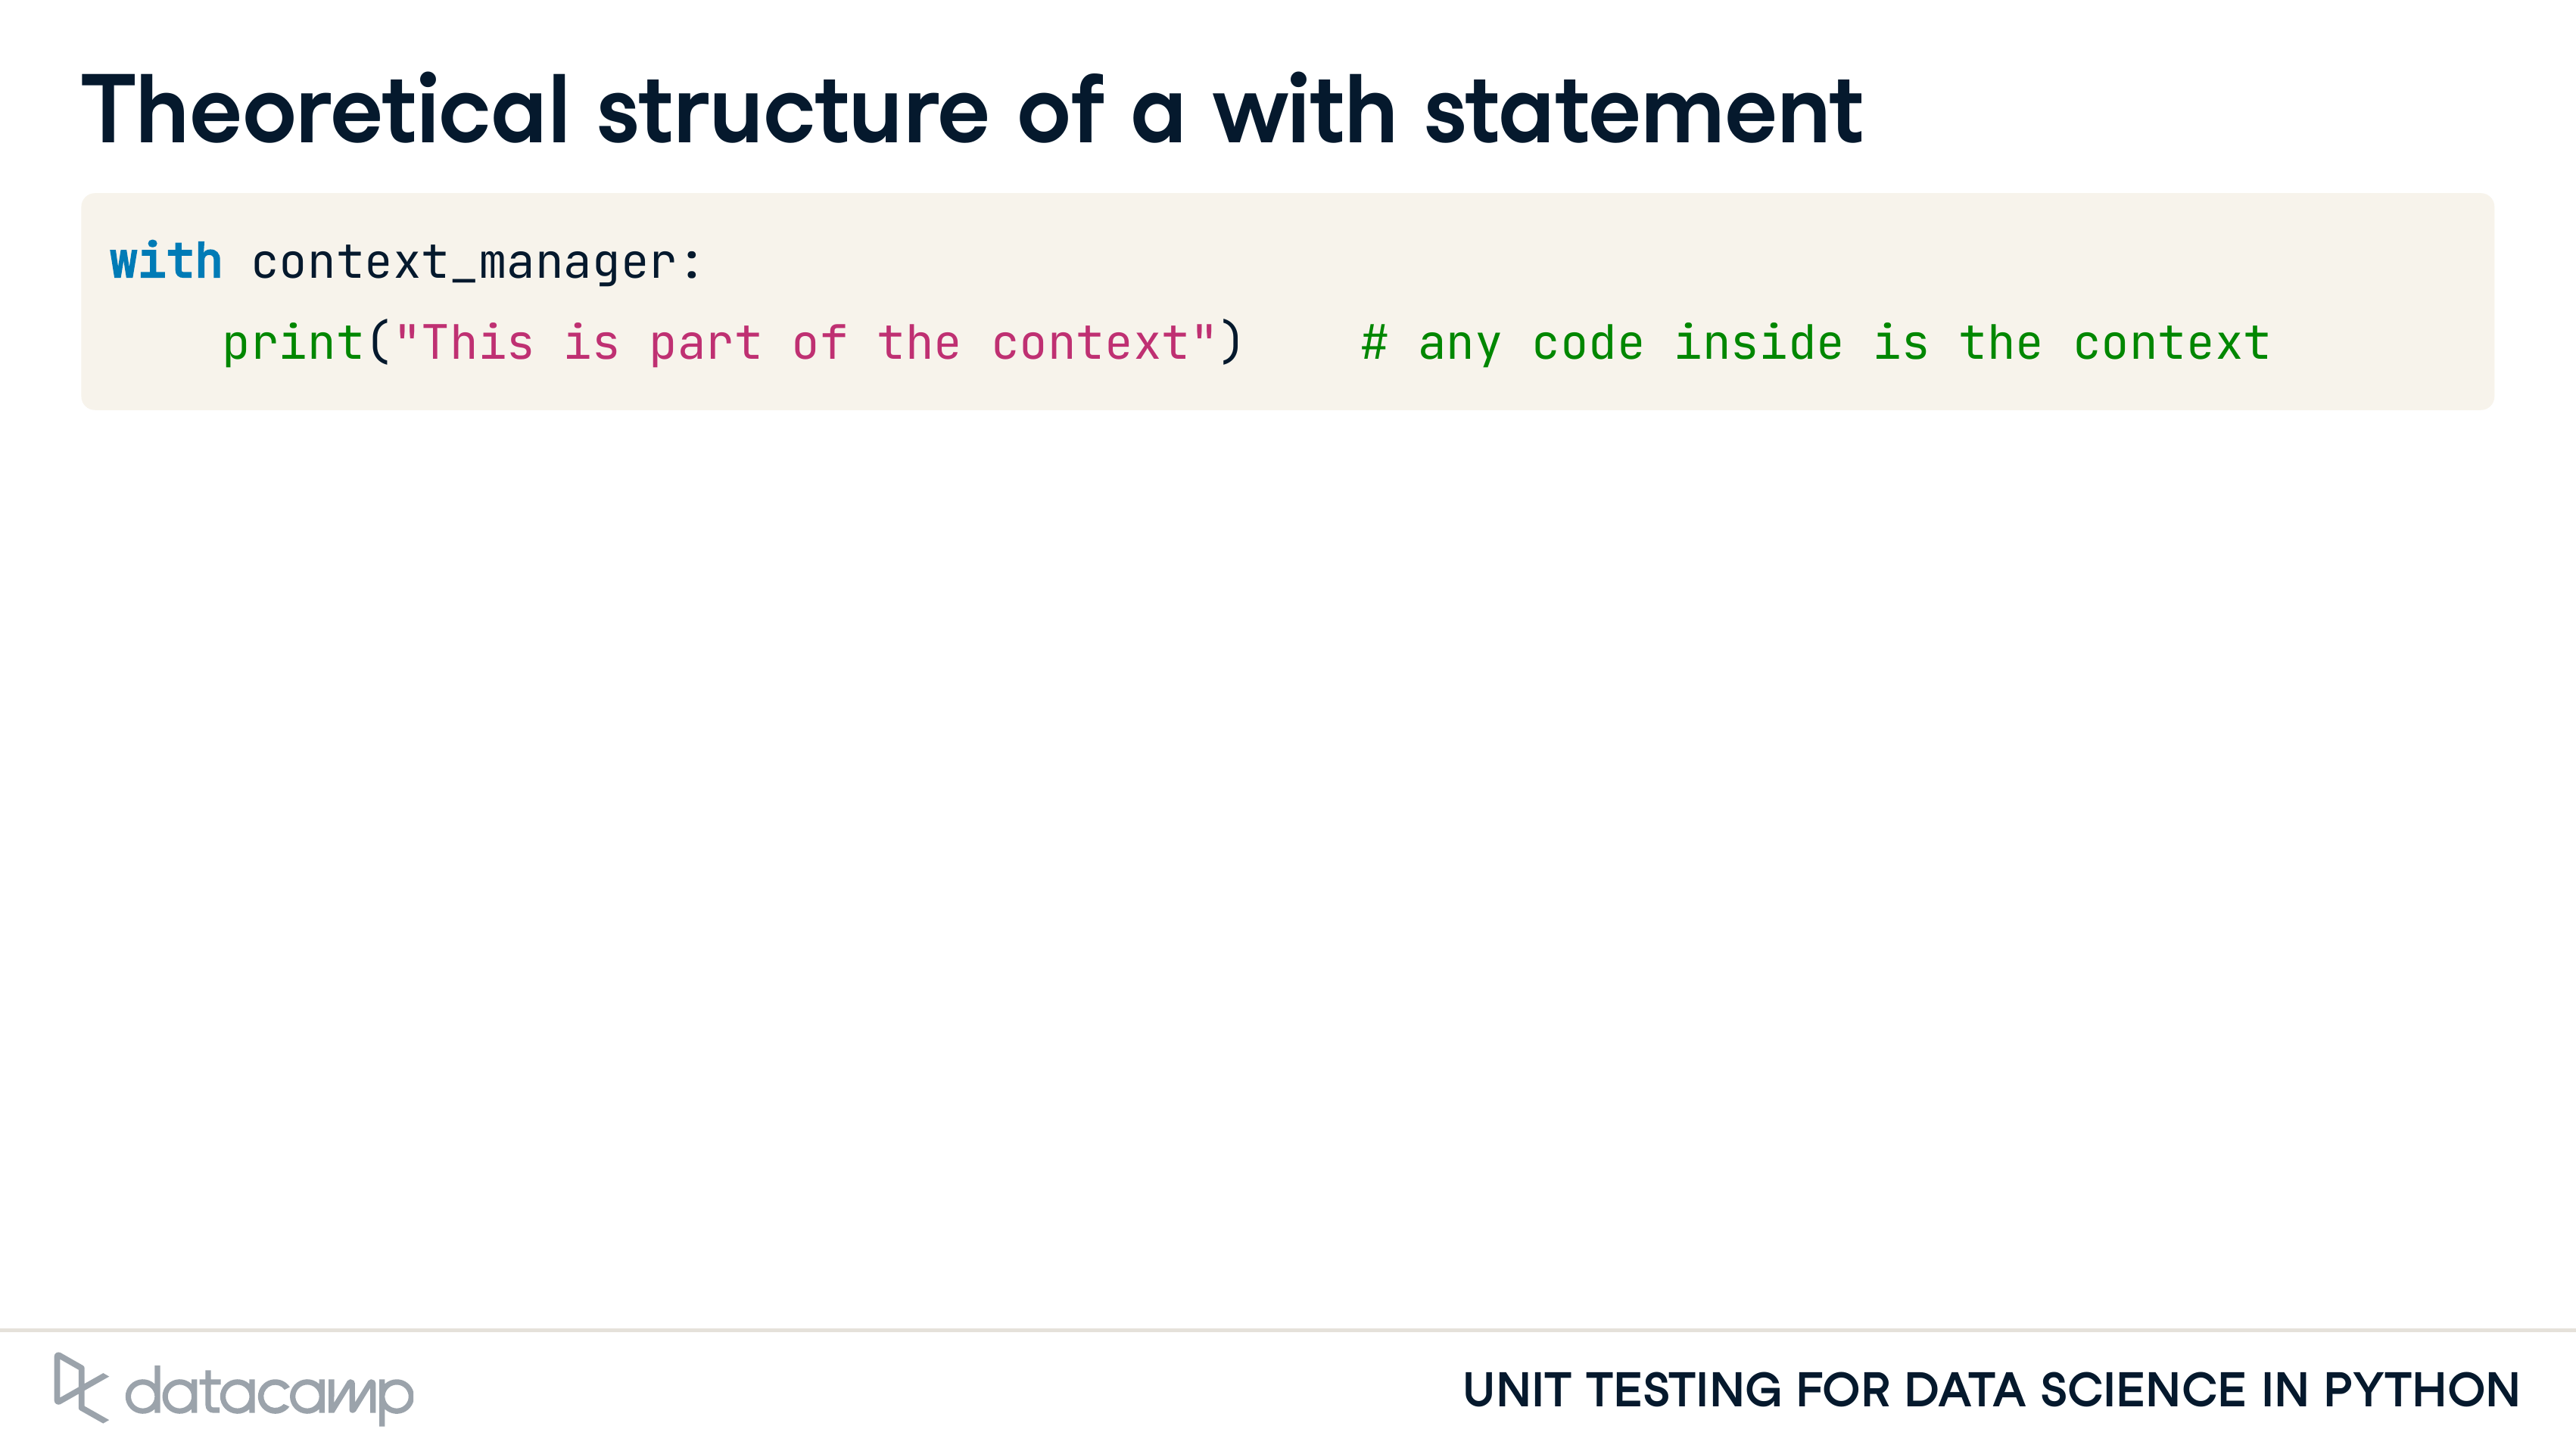 Theoretical structure of a with statement
with context_manager:
    print("This is part of the context")    # any code inside is the context
datacamp
UNIT TESTING FOR DATA SCIENCE IN PYTHON